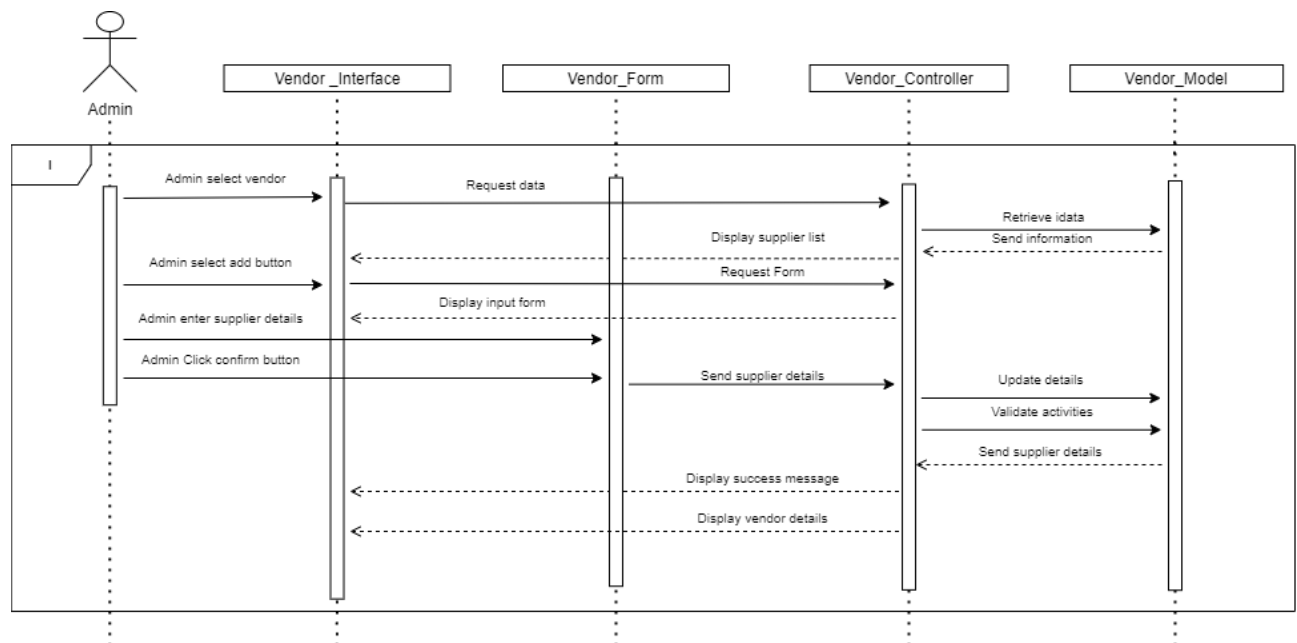 Vendor _Interface
Vendor_Form
Vendor_Controller
Vendor_Model
Admin
I
Admin select vendor
Request data
Retrieve idata
Display supplier list
Send information
Admin select add button
Request Form
Display input form
Admin enter supplier details
Admin Click confirm button
Send supplier details
Update details
Validate activities
Send supplier details
Display success message
Display vendor details